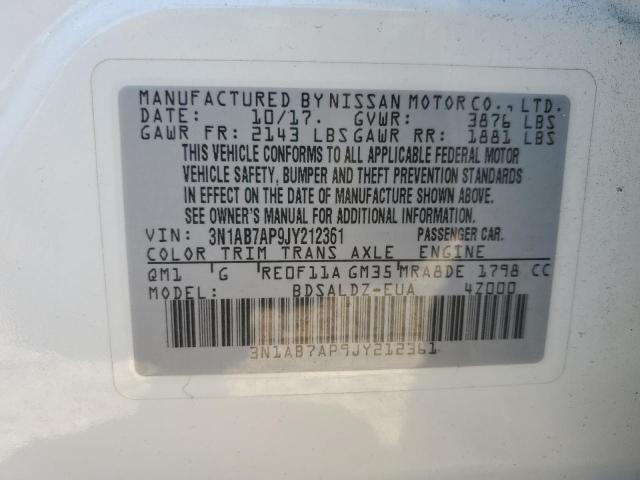 MANUFACTURED BY NISSAN MOTOR CO., LTD.
DATE: 10/17. GVWR: 3876 LBS
GAWR FR: 2143 LBS GAWR RR: 1881 LBS
THIS VEHICLE CONFORMS TO ALL APPLICABLE FEDERAL MOTOR
VEHICLE SAFETY, BUMPER AND THEFT PREVENTION STANDARDS
IN EFFECT ON THE DATE OF MANUFACTURE SHOWN ABOVE.
SEE OWNER'S MANUAL FOR ADDITIONAL INFORMATION.
VIN: 3N1AB7AP9JY212361 PASSENGER CAR.
COLOR TRIM TRANS AXLE ENGINE
QM1 G RE0F11A GM35 MRA8DE 1798 CC
MODEL: BDSALDZ-EUA 4Z000
3N1AB7AP9JY212361